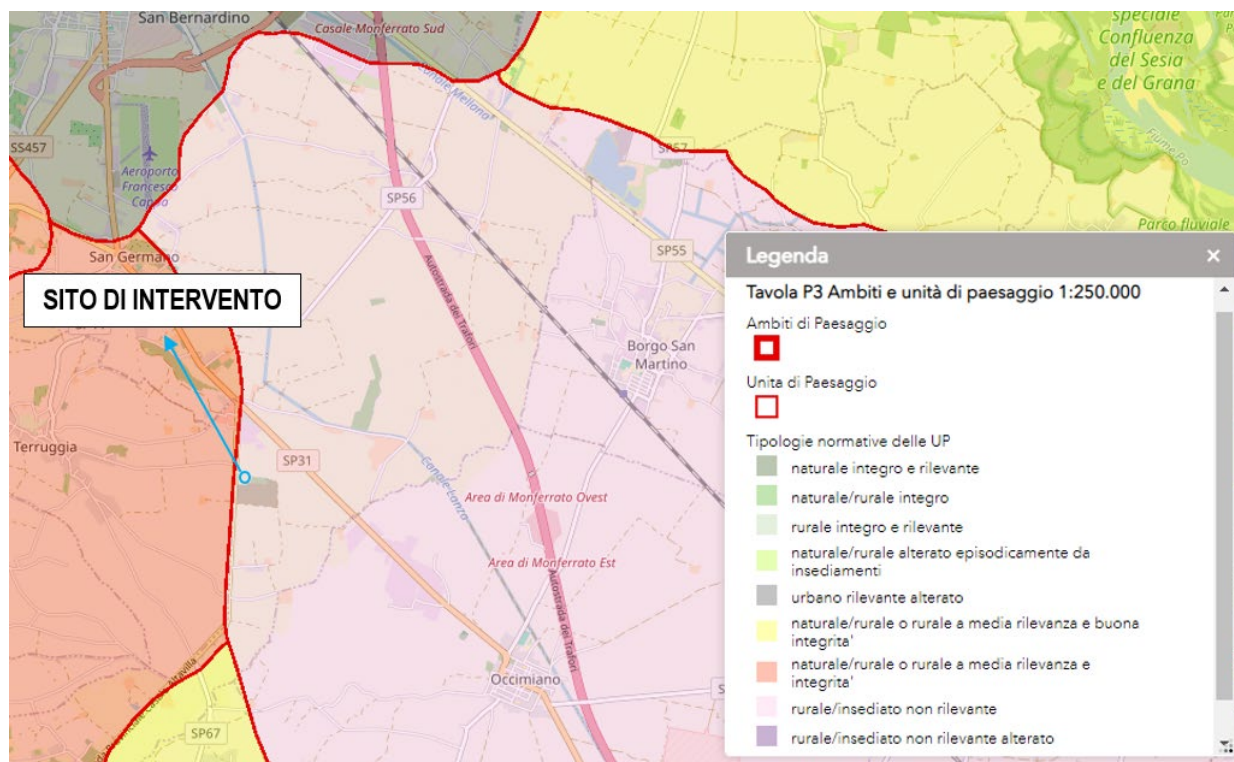 San Bernardino
Casale Monferrato Sud
speciale
Confluenza
del Sesia
e del Grana
Canale Mellana
SS457
SP57
Aeroporto
Francesco
Cappa
Fiume Po
SP56
Parco fluviale
San Germano
SP55
SITO DI INTERVENTO
Autostrada dei Trafori
Borgo San
Martino
Terruggia
SP31
Canale Lanza
Area di Monferrato Ovest
Area di Monferrato Est
Autostrada dei Trafori
Occimiano
SP67
Legenda
×
Tavola P3 Ambiti e unità di paesaggio 1:250.000
Ambiti di Paesaggio
Unita di Paesaggio
Tipologie normative delle UP
naturale integro e rilevante
naturale/rurale integro
rurale integro e rilevante
naturale/rurale alterato episodicamente da
insediamenti
urbano rilevante alterato
naturale/rurale o rurale a media rilevanza e buona
integrita'
naturale/rurale o rurale a media rilevanza e
integrita'
rurale/insediato non rilevante
rurale/insediato non rilevante alterato